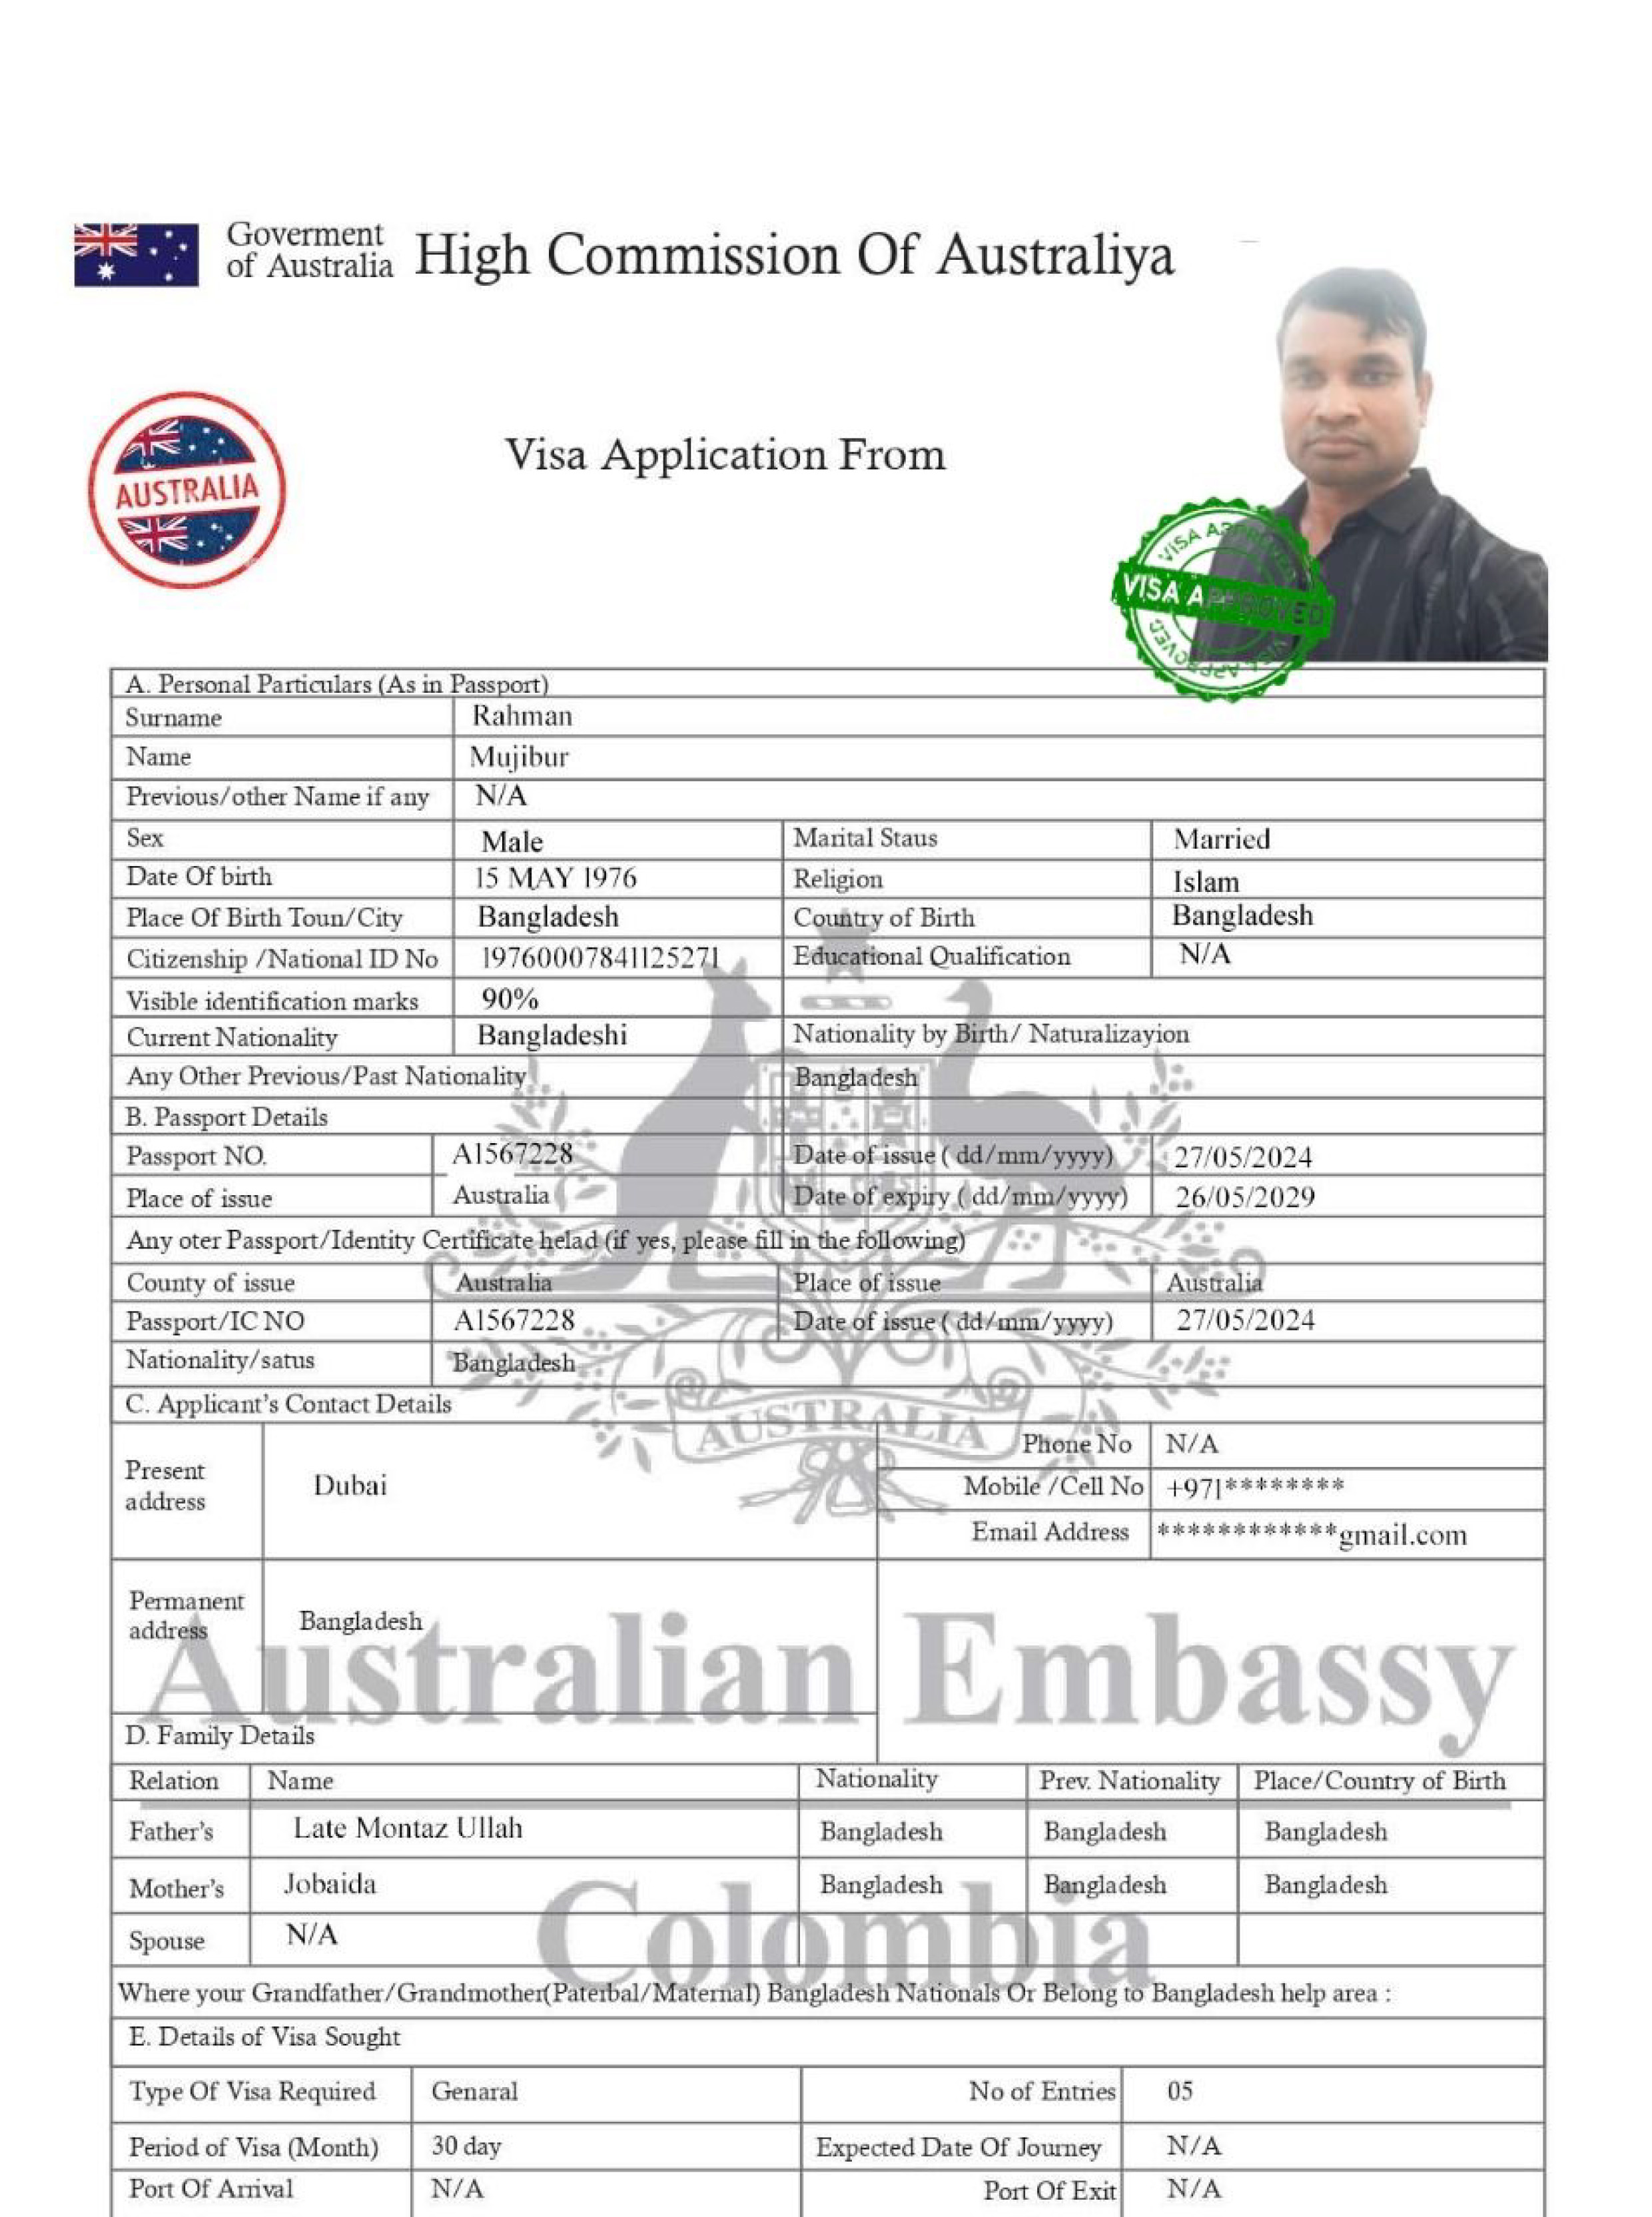 Goverment
of Australia
High Commission Of Australiya
AUSTRALIA
Visa Application From
VISA APPROVED
VISA APPROVED
VISA APPROVED
A. Personal Particulars (As in Passport)
Surname Rahman
Name Mujibur
Previous/other Name if any N/A
Sex Male Marital Staus Married
Date Of birth 15 MAY 1976 Religion Islam
Place Of Birth Toun/City Bangladesh Country of Birth Bangladesh
Citizenship /National ID No 19760007841125271 Educational Qualification N/A
Visible identification marks 90%
Current Nationality Bangladeshi Nationality by Birth/ Naturalizayion
Any Other Previous/Past Nationality Bangladesh
B. Passport Details
Passport NO. A1567228 Date of issue ( dd/mm/yyyy) 27/05/2024
Place of issue Australia Date of expiry ( dd/mm/yyyy) 26/05/2029
Any oter Passport/Identity Certificate helad (if yes, please fill in the following)
County of issue Australia Place of issue Australia
Passport/IC NO A1567228 Date of issue ( dd/mm/yyyy) 27/05/2024
Nationality/satus Bangladesh
C. Applicant's Contact Details
AUSTRALIA
Present
address
Dubai
Phone No N/A
Mobile /Cell No +971********
Email Address ************gmail.com
Permanent
address
Bangladesh
Australian Embassy
D. Family Details
Relation Name Nationality Prev. Nationality Place/Country of Birth
Father's Late Montaz Ullah Bangladesh Bangladesh Bangladesh
Mother's Jobaida Bangladesh Bangladesh Bangladesh
Colombia
Spouse N/A
Where your Grandfather/Grandmother(Paterbal/Maternal) Bangladesh Nationals Or Belong to Bangladesh help area :
E. Details of Visa Sought
Type Of Visa Required Genaral No of Entries 05
Period of Visa (Month) 30 day Expected Date Of Journey N/A
Port Of Arrival N/A Port Of Exit N/A